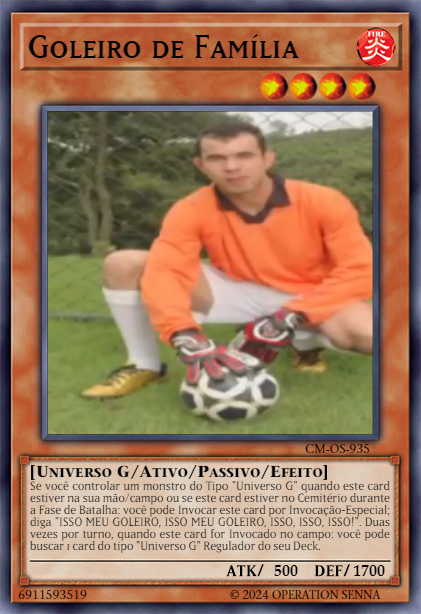 Goleiro de Família
FIRE
炎
CM-OS-935
[Universo G/Ativo/Passivo/Efeito]
Se você controlar um monstro do Tipo "Universo G" quando este card
estiver na sua mão/campo ou se este card estiver no Cemitério durante
a Fase de Batalha: você pode Invocar este card por Invocação-Especial;
diga "ISSO MEU GOLEIRO, ISSO MEU GOLEIRO, ISSO, ISSO, ISSO!". Duas
vezes por turno, quando este card for Invocado no campo: você pode
buscar 1 card do tipo "Universo G" Regulador do seu Deck.
ATK/ 500 DEF/1700
6911593519 © 2024 OPERATION SENNA